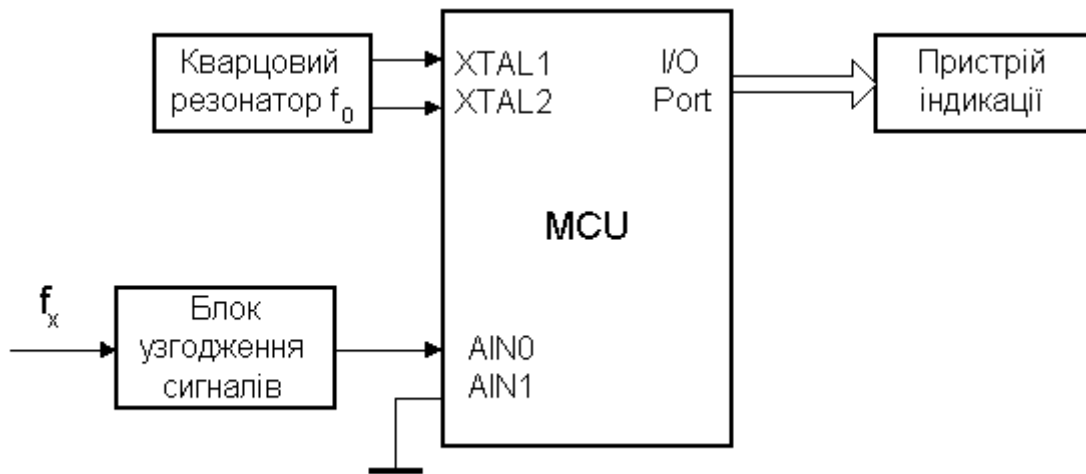 Кварцовий
резонатор f₀
XTAL1
XTAL2
I/O
Port
Пристрій
індикації
MCU
fₓ
Блок
узгодження
сигналів
AIN0
AIN1